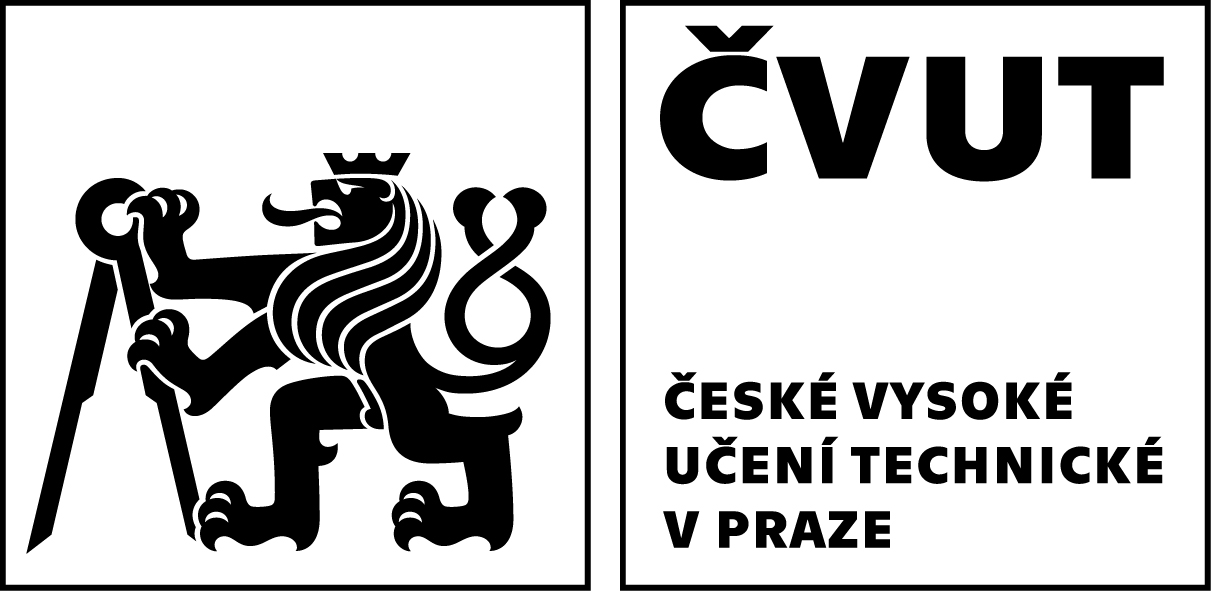 ČVUT
ČESKÉ VYSOKÉ
UČENÍ TECHNICKÉ
V PRAZE